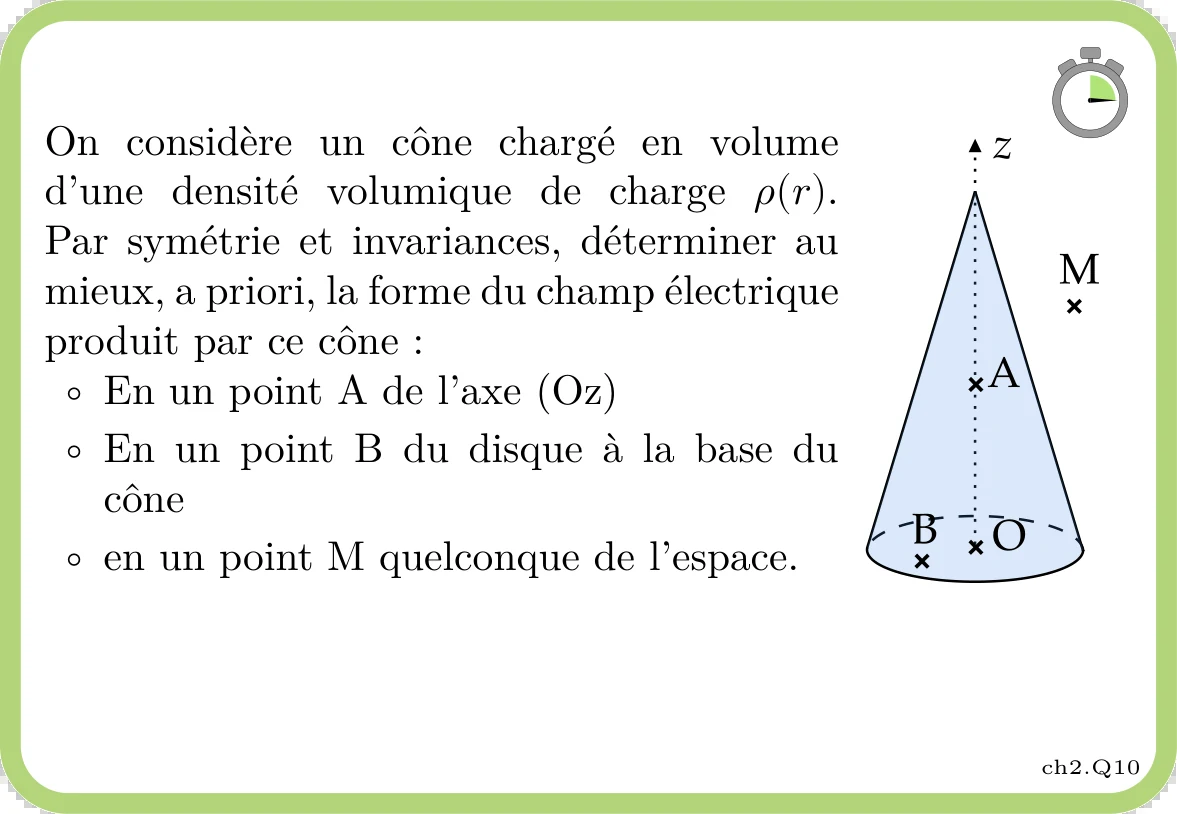 On considère un cône chargé en volume
d'une densité volumique de charge ρ(r).
Par symétrie et invariances, déterminer au
mieux, a priori, la forme du champ électrique
produit par ce cône :
∘ En un point A de l'axe (Oz)
∘ En un point B du disque à la base du
cône
∘ en un point M quelconque de l'espace.
z
M
A
B
O
ch2.Q10